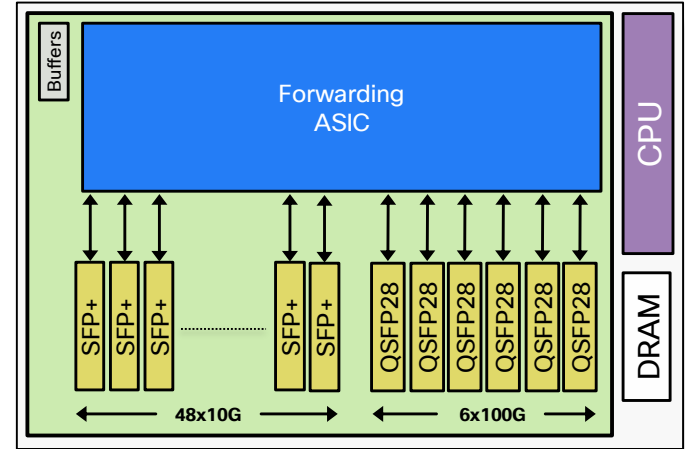 Buffers
Forwarding
ASIC
CPU
SFP+
SFP+
SFP+
SFP+
SFP+
QSFP28
QSFP28
QSFP28
QSFP28
QSFP28
QSFP28
DRAM
48x10G
6x100G